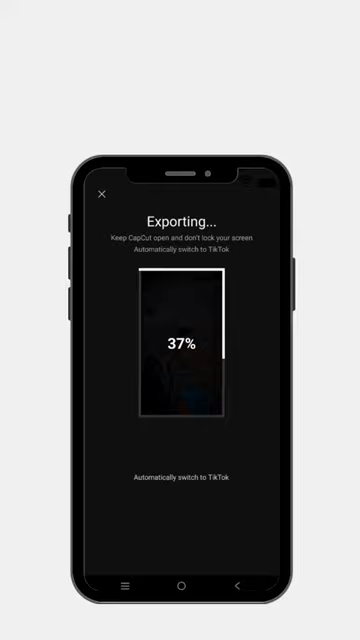 Exporting...
Keep CapCut open and don't lock your screen
Automatically switch to TikTok
37%
Automatically switch to TikTok